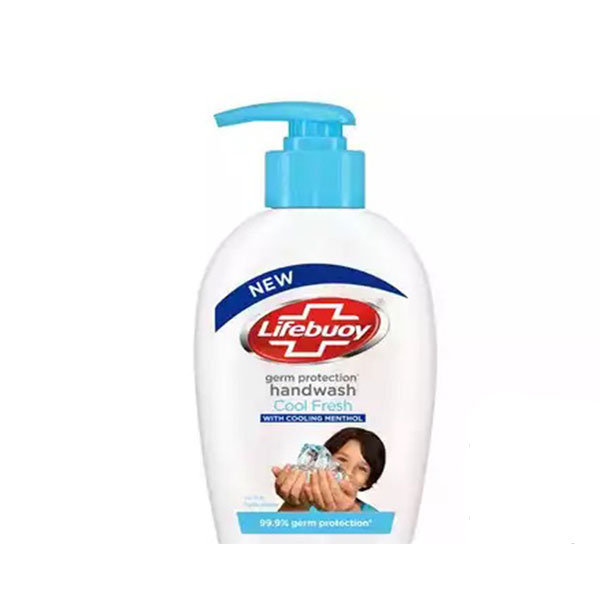 NEW
Lifebuoy
germ protection*
handwash
Cool Fresh
WITH COOLING MENTHOL
99.9% germ protection*